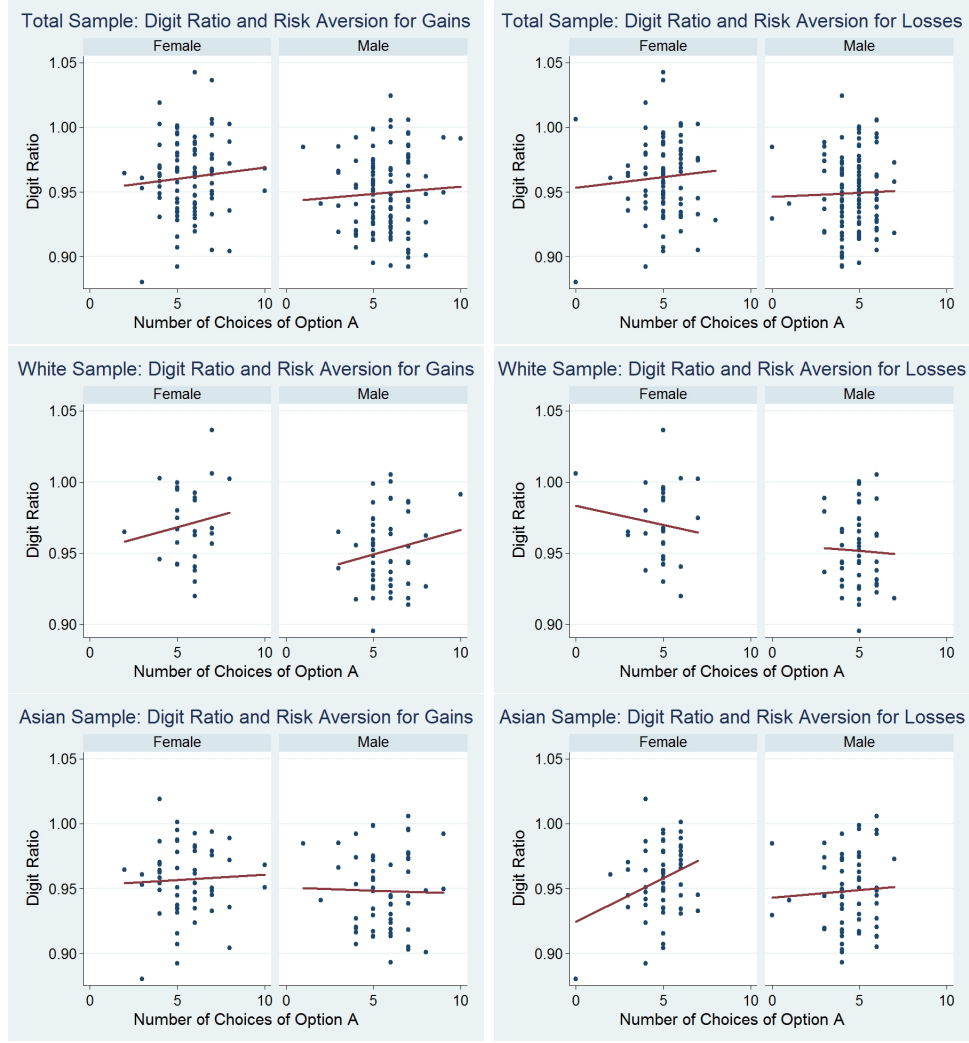 Total Sample: Digit Ratio and Risk Aversion for Gains
Female Male
Digit Ratio
1.05
1.00
0.95
0.90
0 5 10 0 5 10
Number of Choices of Option A
Total Sample: Digit Ratio and Risk Aversion for Losses
Female Male
Digit Ratio
1.05
1.00
0.95
0.90
0 5 10 0 5 10
Number of Choices of Option A
White Sample: Digit Ratio and Risk Aversion for Gains
Female Male
Digit Ratio
1.05
1.00
0.95
0.90
0 5 10 0 5 10
Number of Choices of Option A
White Sample: Digit Ratio and Risk Aversion for Losses
Female Male
Digit Ratio
1.05
1.00
0.95
0.90
0 5 10 0 5 10
Number of Choices of Option A
Asian Sample: Digit Ratio and Risk Aversion for Gains
Female Male
Digit Ratio
1.05
1.00
0.95
0.90
0 5 10 0 5 10
Number of Choices of Option A
Asian Sample: Digit Ratio and Risk Aversion for Losses
Female Male
Digit Ratio
1.05
1.00
0.95
0.90
0 5 10 0 5 10
Number of Choices of Option A